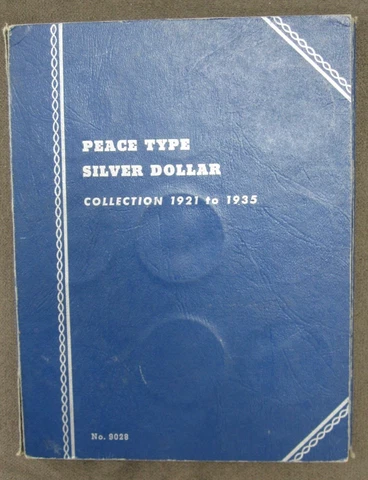 PEACE TYPE
SILVER DOLLAR
COLLECTION 1921 to 1935
No. 9028